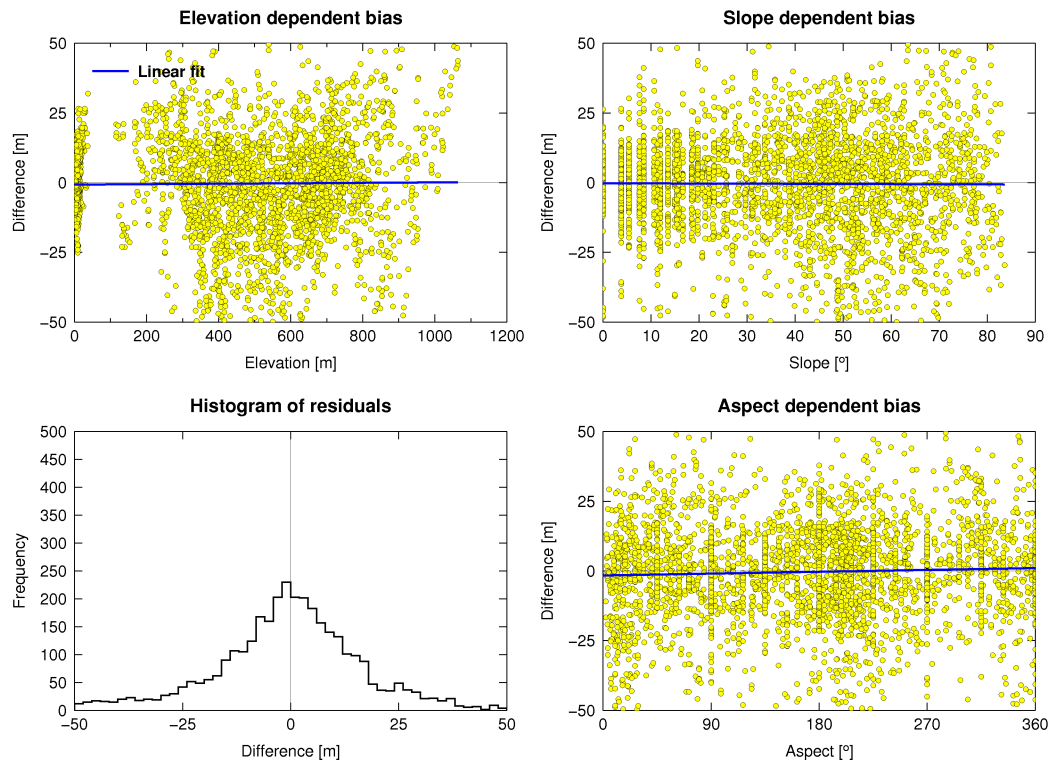 Elevation dependent bias
50
25
0
−25
−50
Difference [m]
Linear fit
0 200 400 600 800 1000 1200
Elevation [m]
Slope dependent bias
50
25
0
−25
−50
Difference [m]
0 10 20 30 40 50 60 70 80 90
Slope [º]
Histogram of residuals
500
450
400
350
300
250
200
150
100
50
0
Frequency
−50 −25 0 25 50
Difference [m]
Aspect dependent bias
50
25
0
−25
−50
Difference [m]
0 90 180 270 360
Aspect [º]